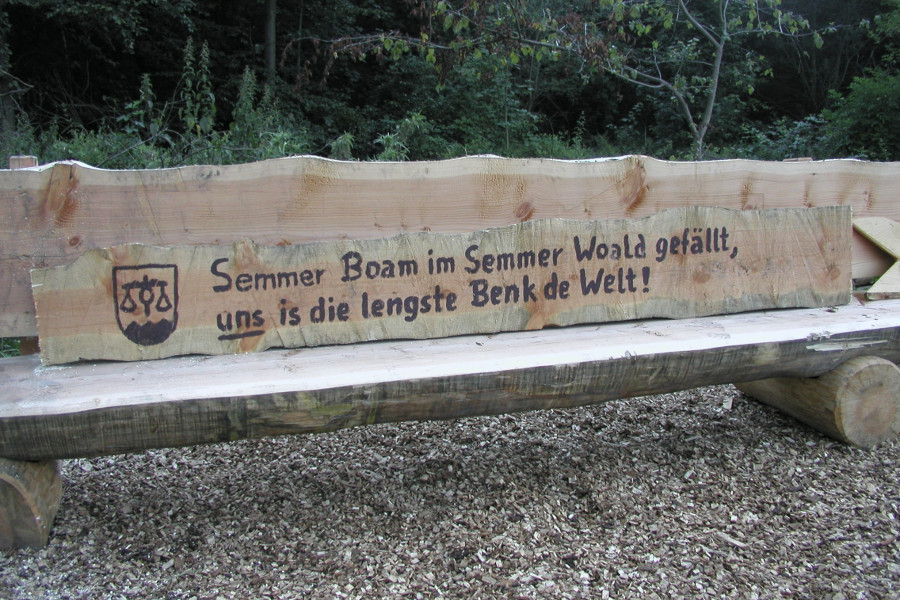 Semmer Boam im Semmer Woald gefällt,
uns is die lengste Benk de Welt!